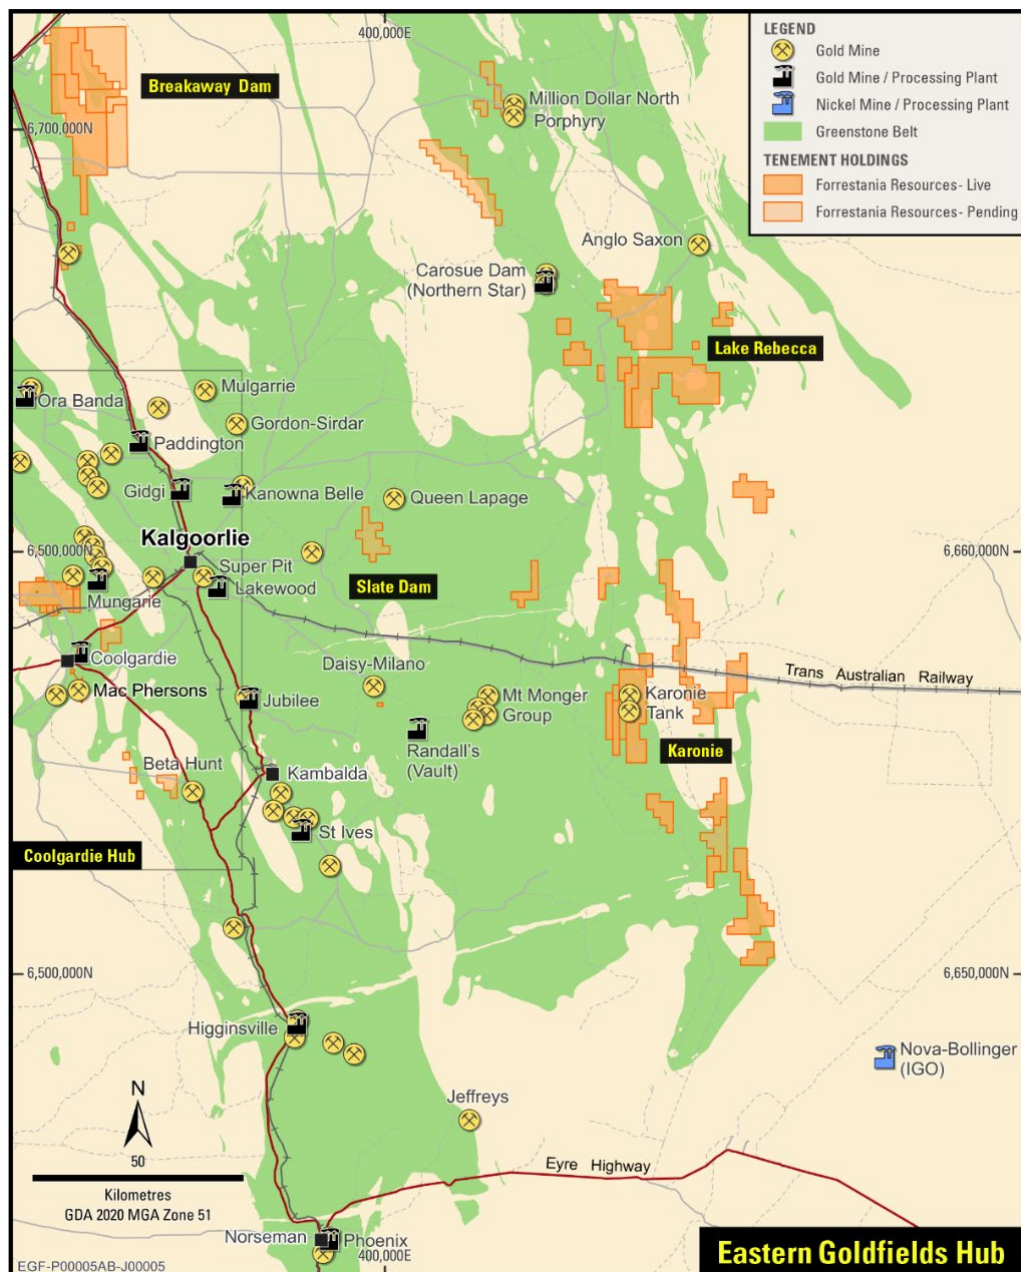 400,000E
LEGEND
Gold Mine
Gold Mine / Processing Plant
Nickel Mine / Processing Plant
Greenstone Belt
TENEMENT HOLDINGS
Forrestania Resources- Live
Forrestania Resources- Pending
Breakaway Dam
Million Dollar North
Porphyry
6,700,000N
Anglo Saxon
Carosue Dam
(Northern Star)
Lake Rebecca
Ora Banda
Mulgarrie
Gordon-Sirdar
Paddington
Gidgi
Kanowna Belle
Queen Lapage
Kalgoorlie
6,500,000N
6,660,000N
Super Pit
Lakewood
Slate Dam
Mungarie
Coolgardie
Daisy-Milano
Trans Australian Railway
Mac Phersons
Jubilee
Mt Monger
Group
Karonie
Tank
Randall's
(Vault)
Karonie
Beta Hunt
Kambalda
St Ives
Coolgardie Hub
6,500,000N
6,650,000N
Higginsville
Nova-Bollinger
(IGO)
N
Jeffreys
50
Kilometres
GDA 2020 MGA Zone 51
Eyre Highway
Norseman
Phoenix
400,000E
EGF-P00005AB-J00005
Eastern Goldfields Hub